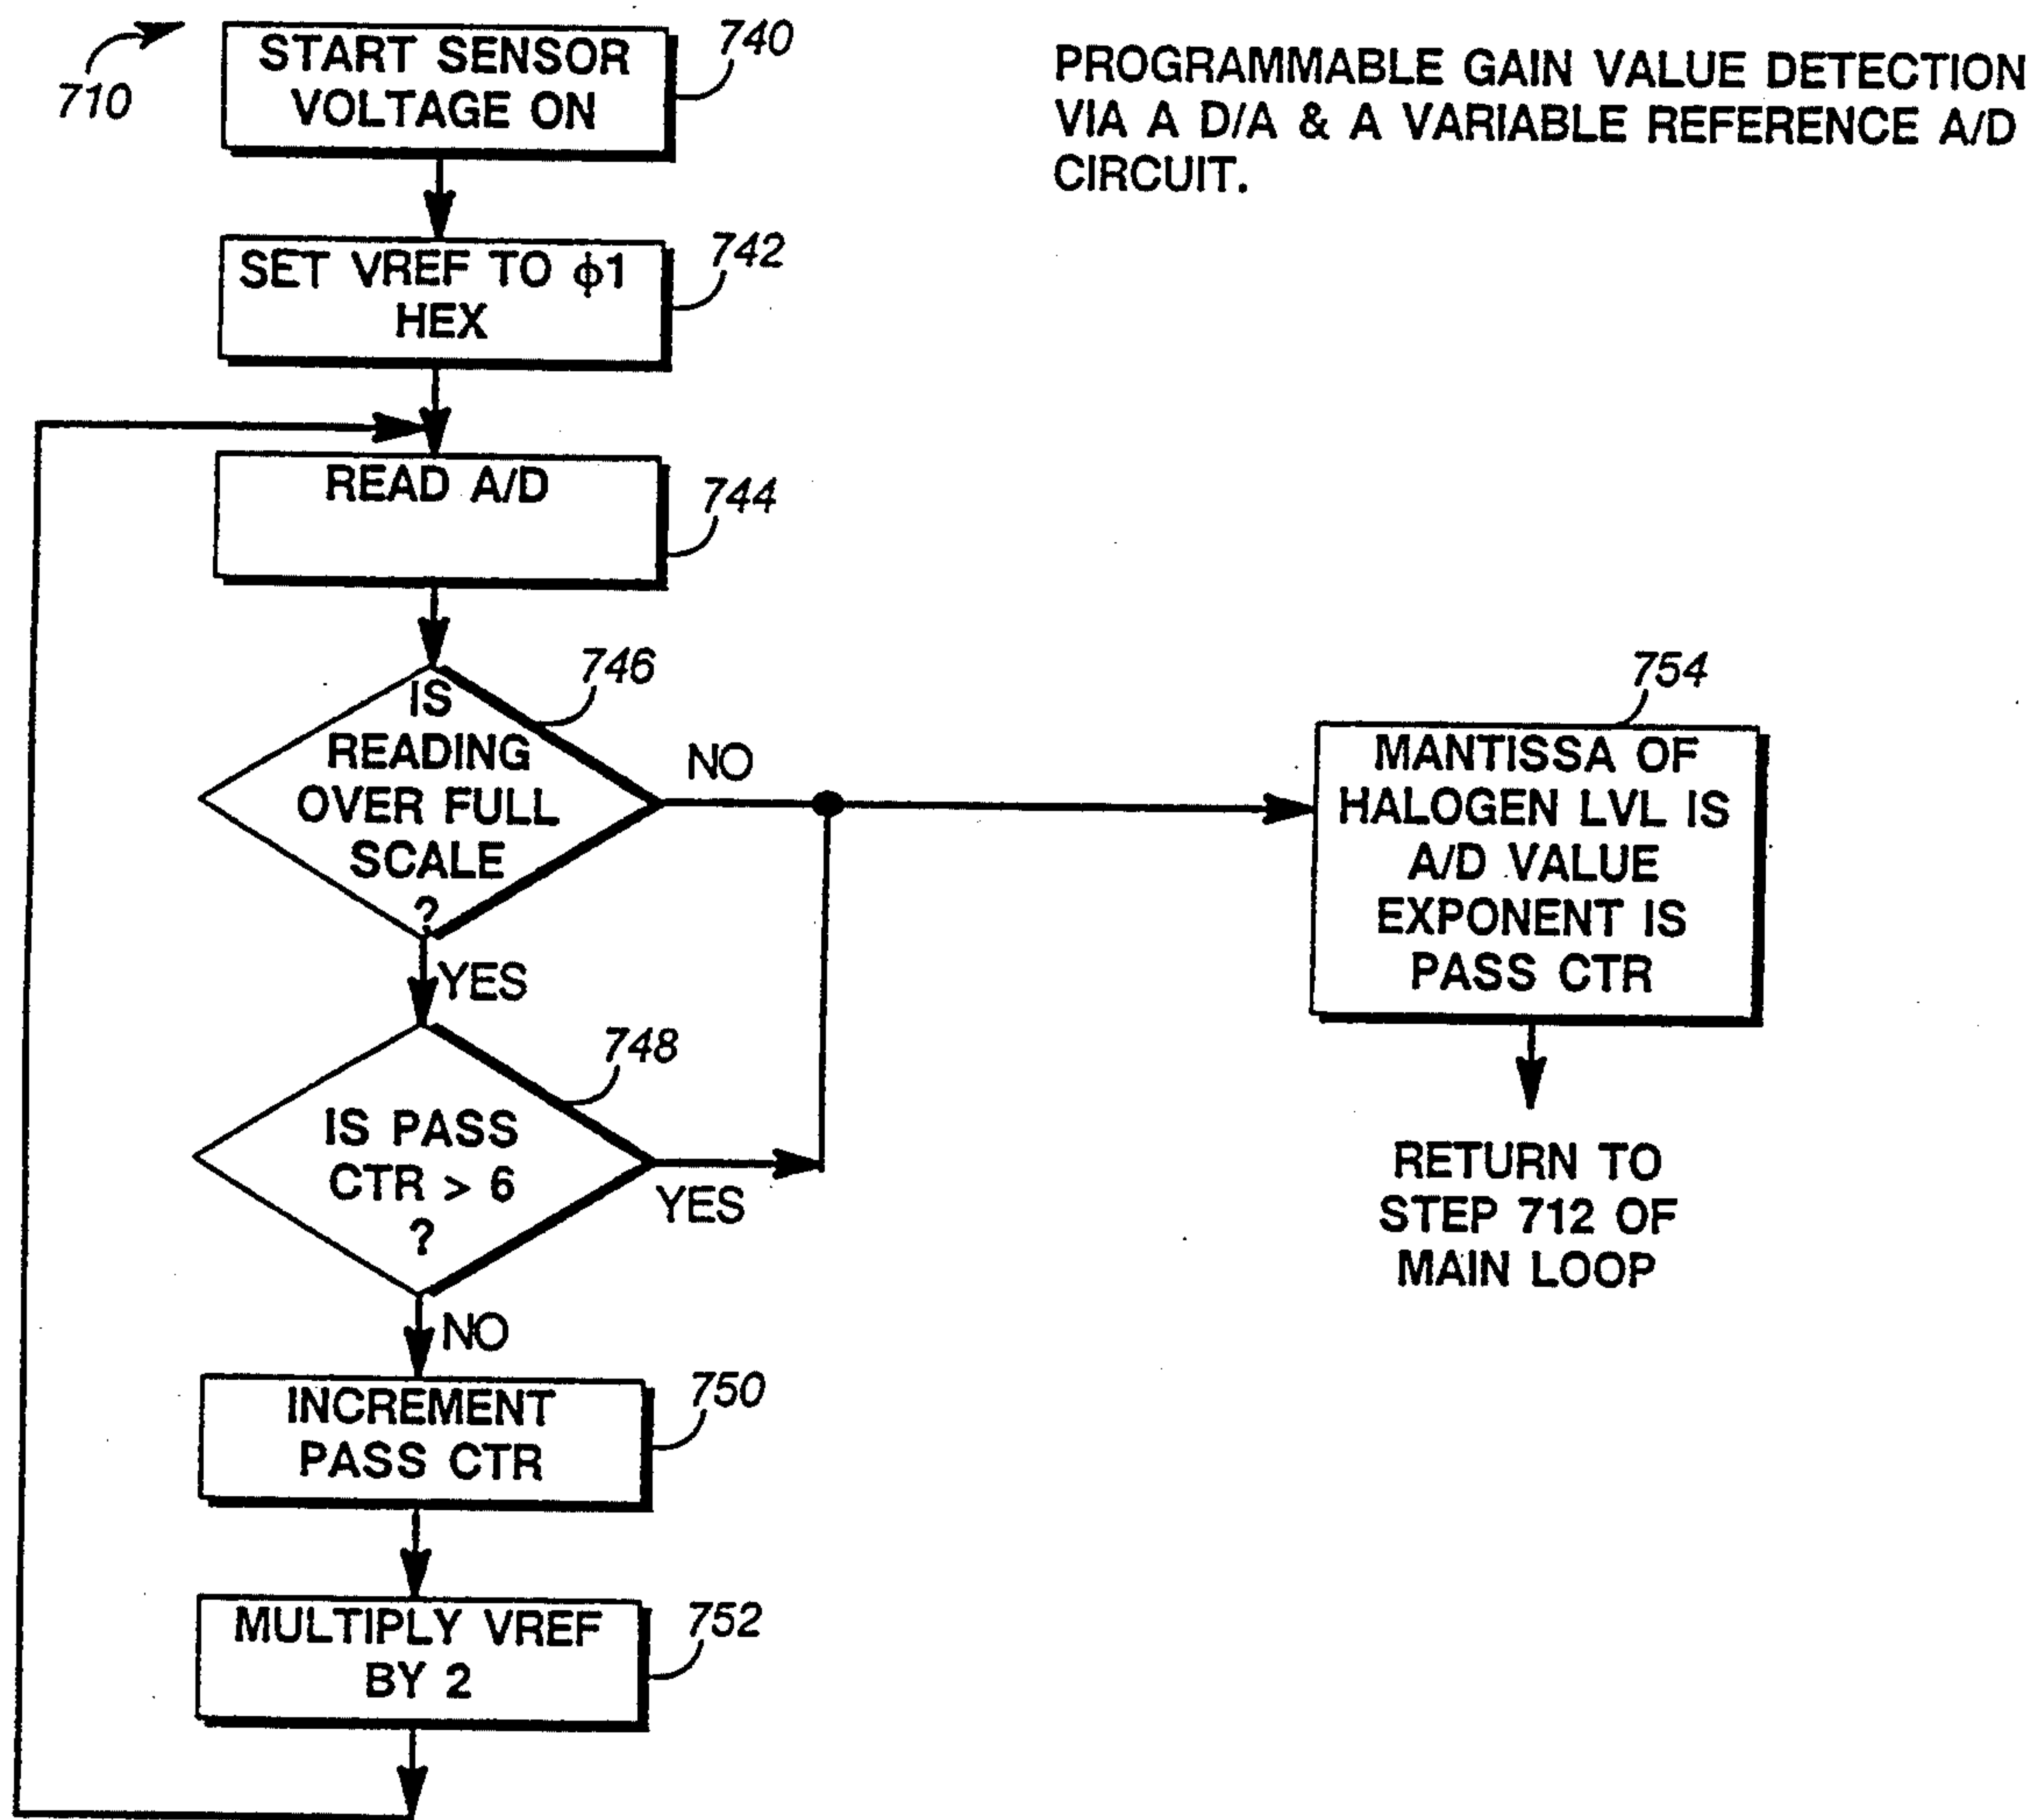 710
START SENSOR
VOLTAGE ON
740
PROGRAMMABLE GAIN VALUE DETECTION
VIA A D/A & A VARIABLE REFERENCE A/D
CIRCUIT.
SET VREF TO ϕ1
HEX
742
READ A/D
744
IS
READING
OVER FULL
SCALE
?
746
NO
YES
754
MANTISSA OF
HALOGEN LVL IS
A/D VALUE
EXPONENT IS
PASS CTR
RETURN TO
STEP 712 OF
MAIN LOOP
IS PASS
CTR > 6
?
748
YES
NO
INCREMENT
PASS CTR
750
MULTIPLY VREF
BY 2
752